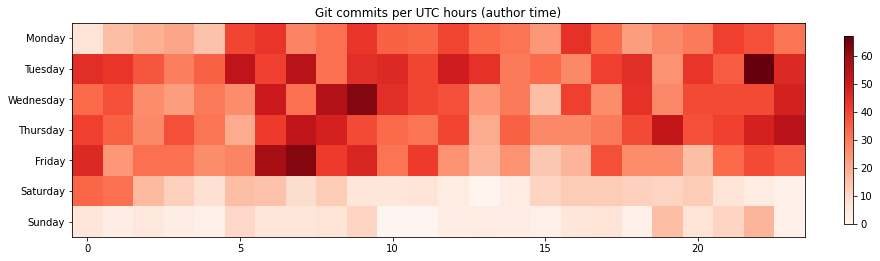 Git commits per UTC hours (author time)
Monday
Tuesday
Wednesday
Thursday
Friday
Saturday
Sunday
0 5 10 15 20
60
50
40
30
20
10
0